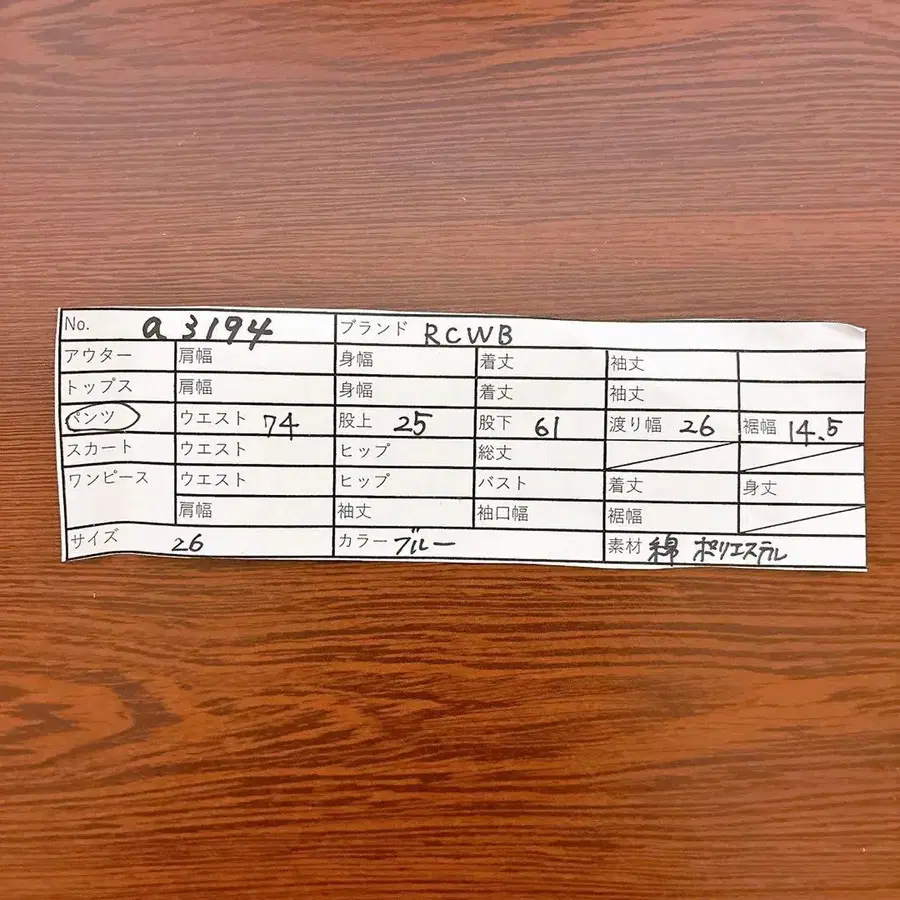 No. a 3194 ブランド RCWB
アウター 肩幅 身幅 着丈 袖丈
トップス 肩幅 身幅 着丈 袖丈
パンツ ウエスト 74 股上 25 股下 61 渡り幅 26 裾幅 14.5
スカート ウエスト ヒップ 総丈
ワンピース ウエスト ヒップ バスト 着丈 身丈
肩幅 袖丈 袖口幅 裾幅
サイズ 26 カラー ブルー 素材 綿 ポリエステル